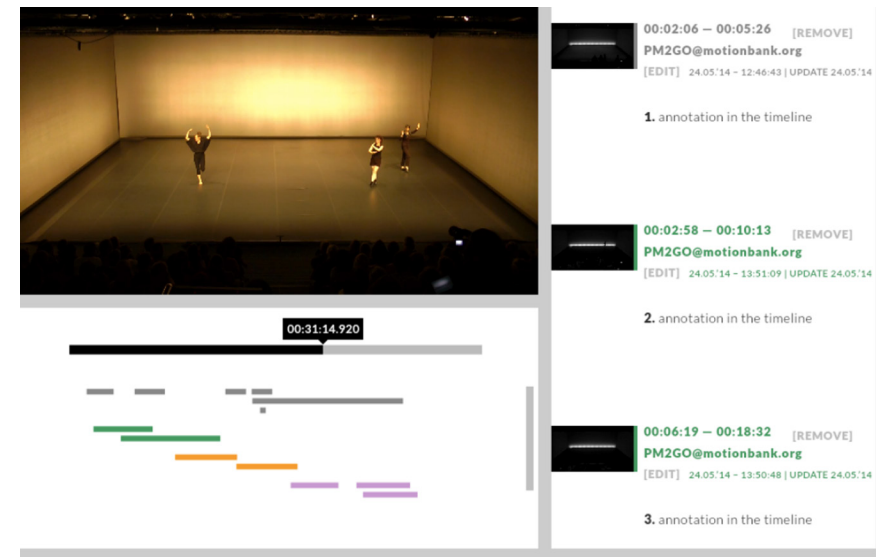 00:31:14.920
00:02:06 — 00:05:26 [REMOVE]
PM2GO@motionbank.org
[EDIT] 24.05.'14 – 12:46:43 | UPDATE 24.05.'14
1. annotation in the timeline
00:02:58 — 00:10:13 [REMOVE]
PM2GO@motionbank.org
[EDIT] 24.05.'14 – 13:51:09 | UPDATE 24.05.'14
2. annotation in the timeline
00:06:19 — 00:18:32 [REMOVE]
PM2GO@motionbank.org
[EDIT] 24.05.'14 – 13:50:48 | UPDATE 24.05.'14
3. annotation in the timeline